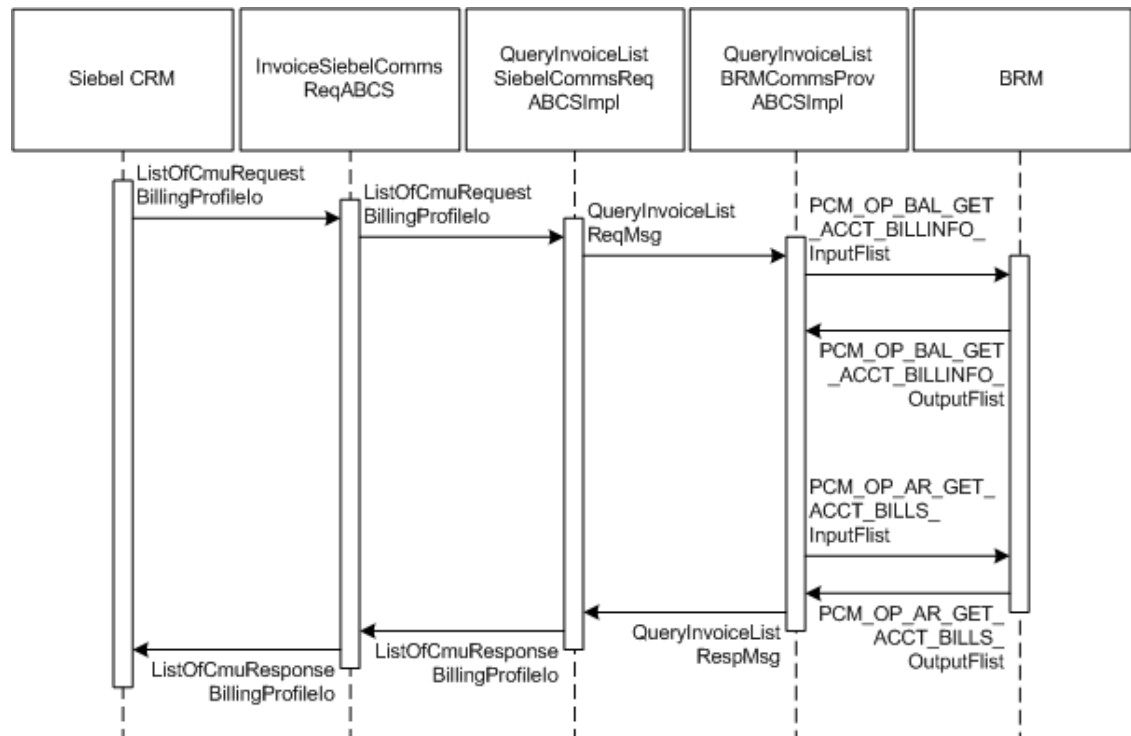 Siebel CRM
InvoiceSiebelComms
ReqABCS
QueryInvoiceList
SiebelCommsReq
ABCSImpl
QueryInvoiceList
BRMCommsProv
ABCSImpl
BRM
ListOfCmuRequest
BillingProfileIo
ListOfCmuRequest
BillingProfileIo
QueryInvoiceList
ReqMsg
PCM_OP_BAL_GET
_ACCT_BILLINFO_
InputFlist
PCM_OP_BAL_GET
_ACCT_BILLINFO_
OutputFlist
PCM_OP_AR_GET_
ACCT_BILLS_
InputFlist
PCM_OP_AR_GET_
ACCT_BILLS_
OutputFlist
QueryInvoiceList
RespMsg
ListOfCmuResponse
BillingProfileIo
ListOfCmuResponse
BillingProfileIo